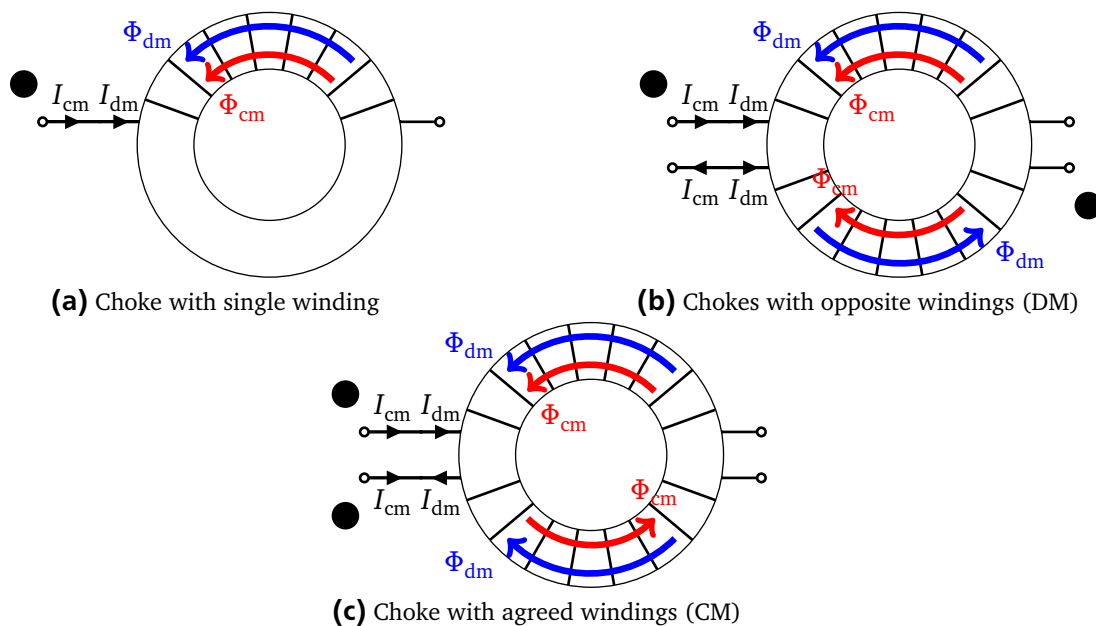 Φdm
Φcm
Icm Idm
(a) Choke with single winding
Φdm
Φcm
Icm Idm
Icm Idm
Φcm
Φdm
(b) Chokes with opposite windings (DM)
Φdm
Φcm
Icm Idm
Icm Idm
Φcm
Φdm
(c) Choke with agreed windings (CM)